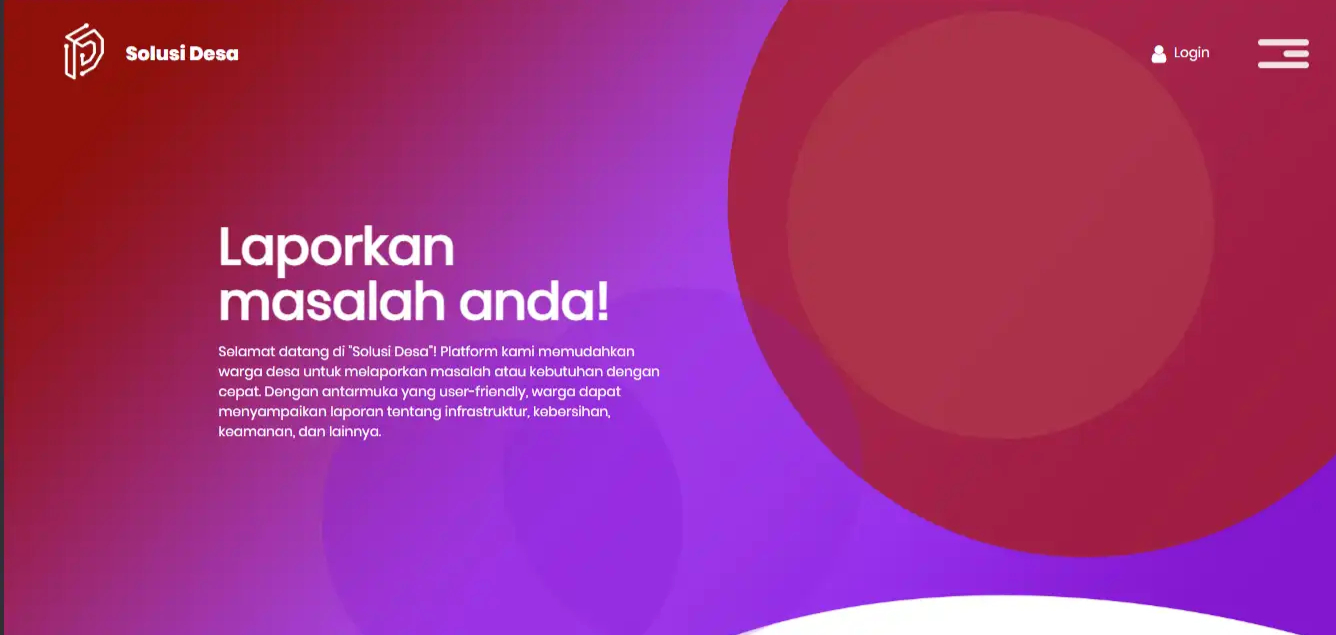 Solusi Desa
Login
Laporkan
masalah anda!
Selamat datang di "Solusi Desa"! Platform kami memudahkan
warga desa untuk melaporkan masalah atau kebutuhan dengan
cepat. Dengan antarmuka yang user-friendly, warga dapat
menyampaikan laporan tentang infrastruktur, kebersihan,
keamanan, dan lainnya.